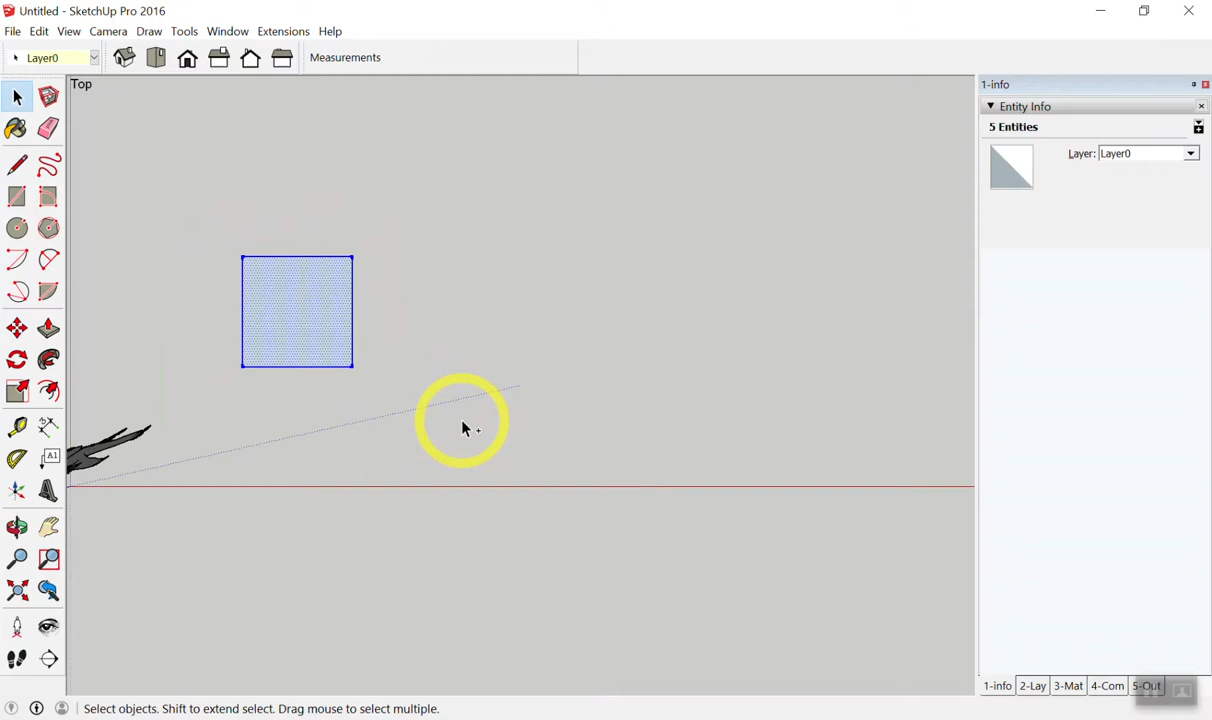 Untitled - SketchUp Pro 2016
File Edit View Camera Draw Tools Window Extensions Help
Layer0 Measurements
Top
1-info
Entity Info
5 Entities
Layer: Layer0
A1
1-info 2-Lay 3-Mat 4-Com 5-Out
Select objects. Shift to extend select. Drag mouse to select multiple.